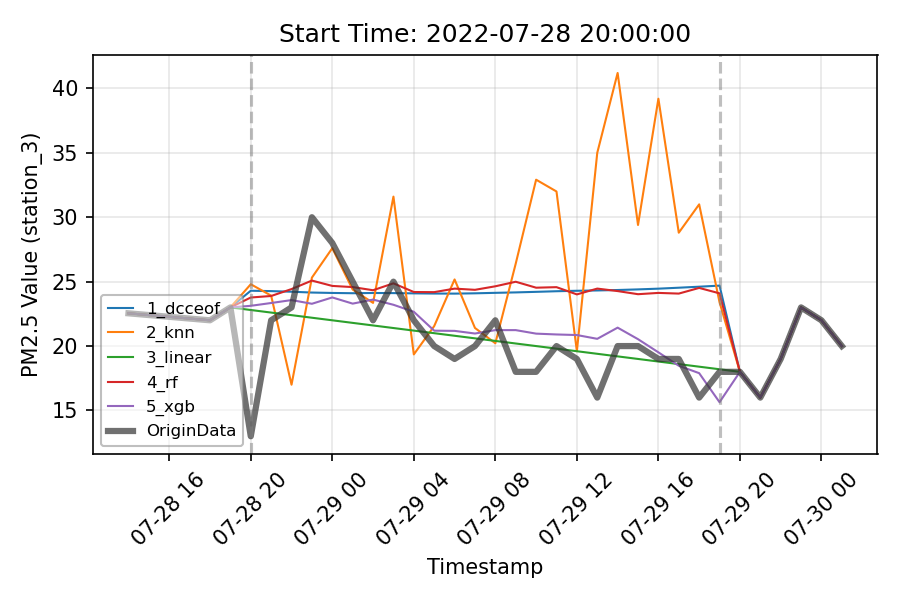 Start Time: 2022-07-28 20:00:00
PM2.5 Value (station_3)
40
35
30
25
20
15
1_dcceof
2_knn
3_linear
4_rf
5_xgb
OriginData
07-28 16
07-28 20
07-29 00
07-29 04
07-29 08
07-29 12
07-29 16
07-29 20
07-30 00
Timestamp